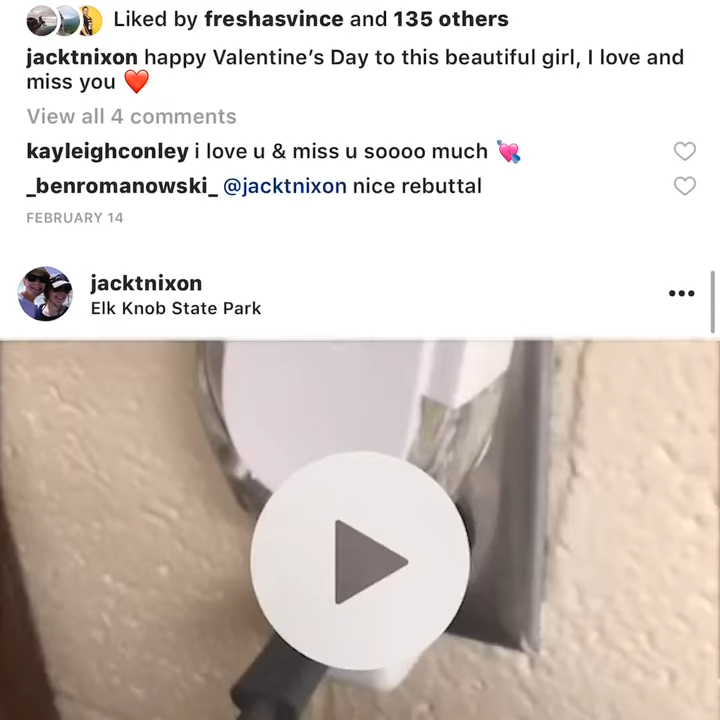 Liked by freshasvince and 135 others
jacktnixon happy Valentine’s Day to this beautiful girl, I love and
miss you ❤️
View all 4 comments
kayleighconley i love u & miss u soooo much 💘
_benromanowski_ @jacktnixon nice rebuttal
FEBRUARY 14
jacktnixon
Elk Knob State Park